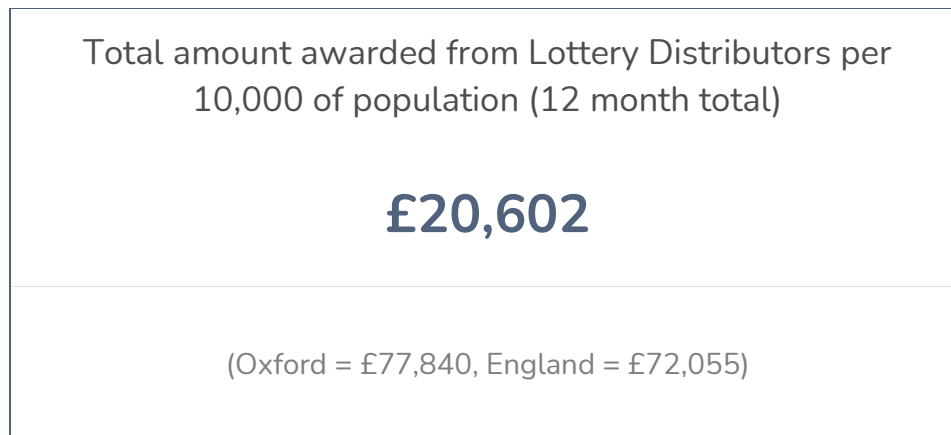 Total amount awarded from Lottery Distributors per
10,000 of population (12 month total)
£20,602
(Oxford = £77,840, England = £72,055)